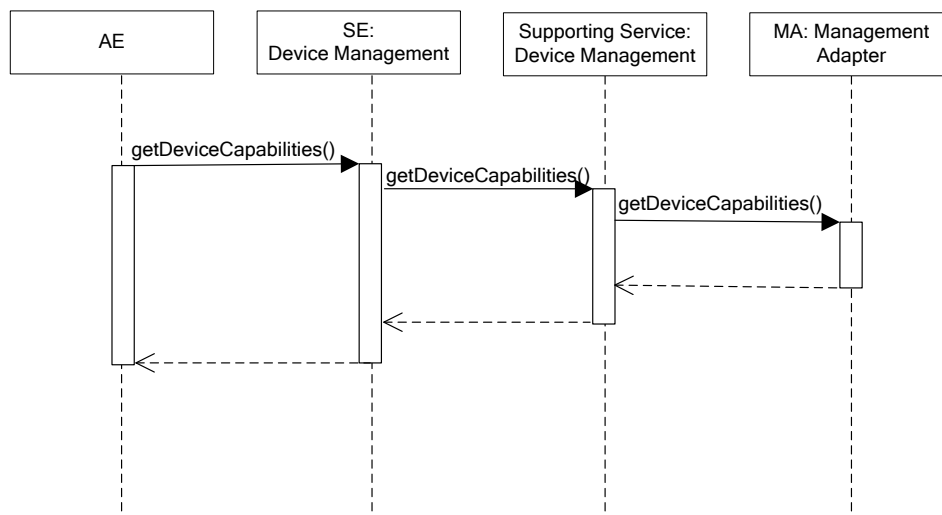 AE
SE:
Device Management
Supporting Service:
Device Management
MA: Management
Adapter
getDeviceCapabilities()
getDeviceCapabilities()
getDeviceCapabilities()